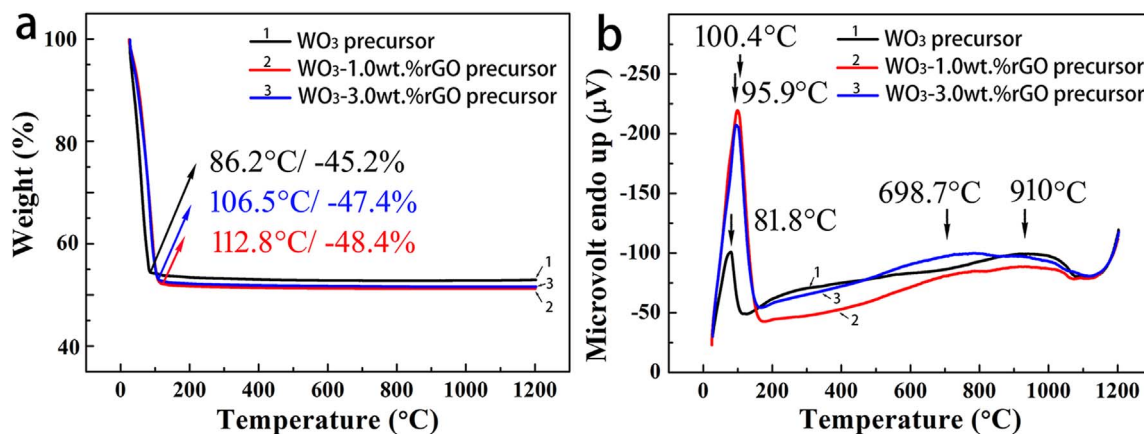 a
1 WO₃ precursor
2 WO₃-1.0wt.%rGO precursor
3 WO₃-3.0wt.%rGO precursor
86.2°C/ -45.2%
106.5°C/ -47.4%
112.8°C/ -48.4%
1
3
2
100
80
60
40
Weight (%)
0 200 400 600 800 1000 1200
Temperature (°C)
b
1 WO₃ precursor
2 WO₃-1.0wt.%rGO precursor
3 WO₃-3.0wt.%rGO precursor
100.4°C
95.9°C
81.8°C
698.7°C
910°C
1
3
2
-250
-200
-150
-100
-50
0
Microvolt endo up (μV)
0 200 400 600 800 1000 1200
Temperature (°C)